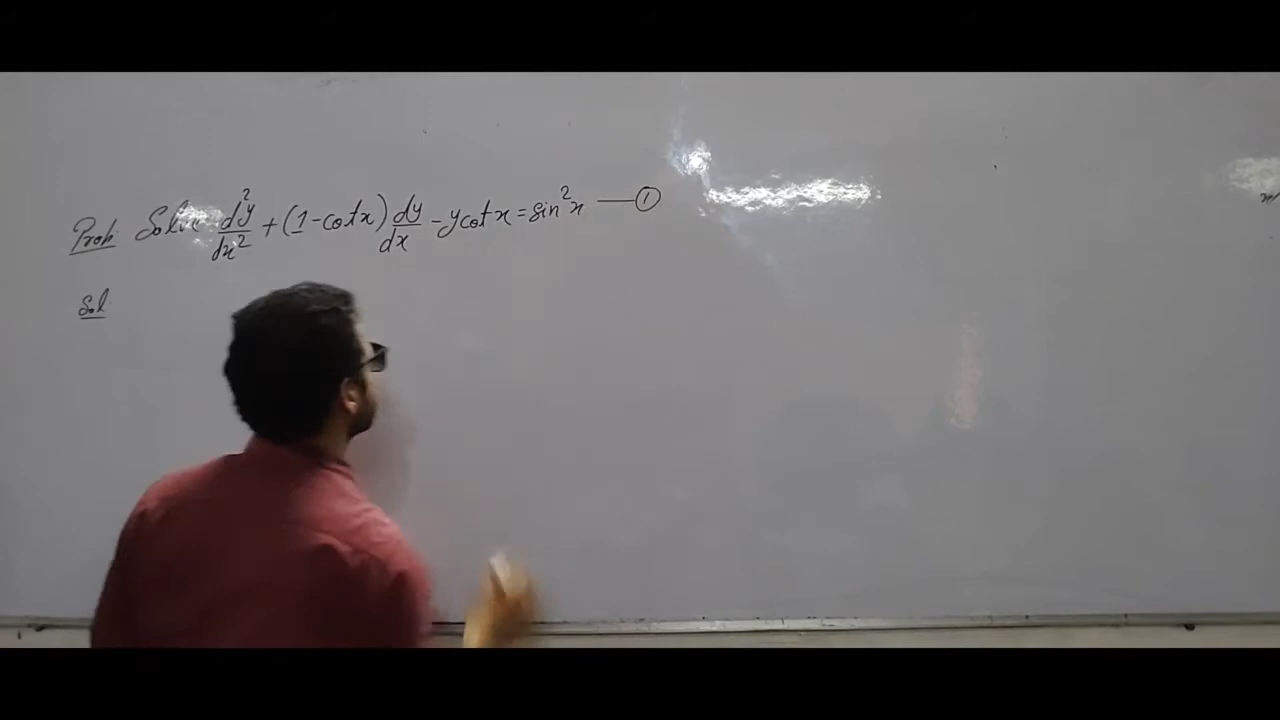 Prob: Solve d²y/dx² + (1-cotx) dy/dx - ycotx = sin²x —①
Sol